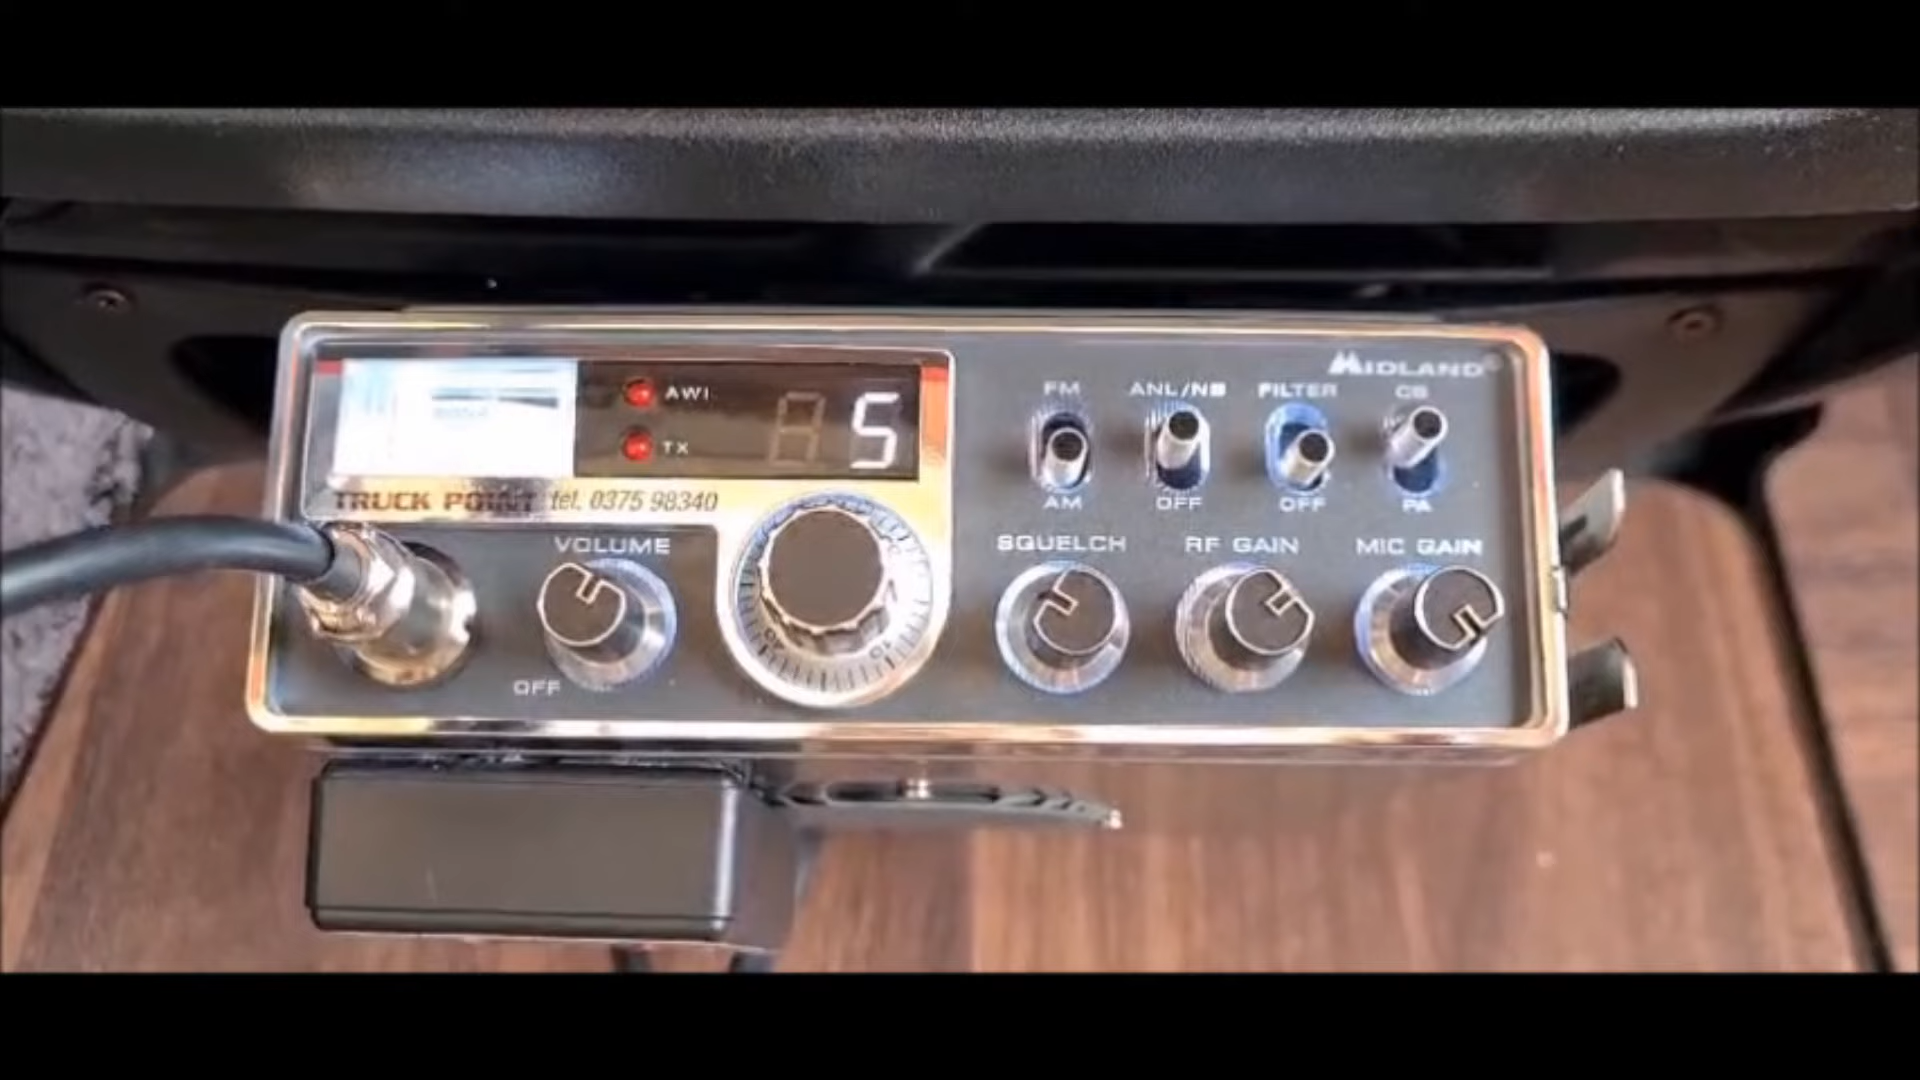 MIDLAND
AWI
5
TX
FM ANL/NB FILTER CB
AM OFF OFF PA
TRUCK POINT tel. 0375 98340
VOLUME SQUELCH RF GAIN MIC GAIN
OFF